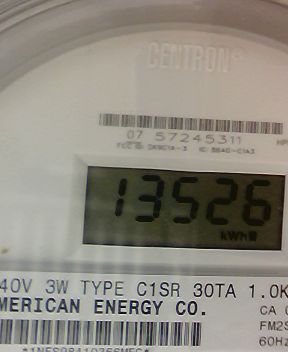 CENTRON®
07 57245311
13526
kWh
40V 3W TYPE C1SR 30TA 1.0K
MERICAN ENERGY CO.
CA
FM2S
60Hz